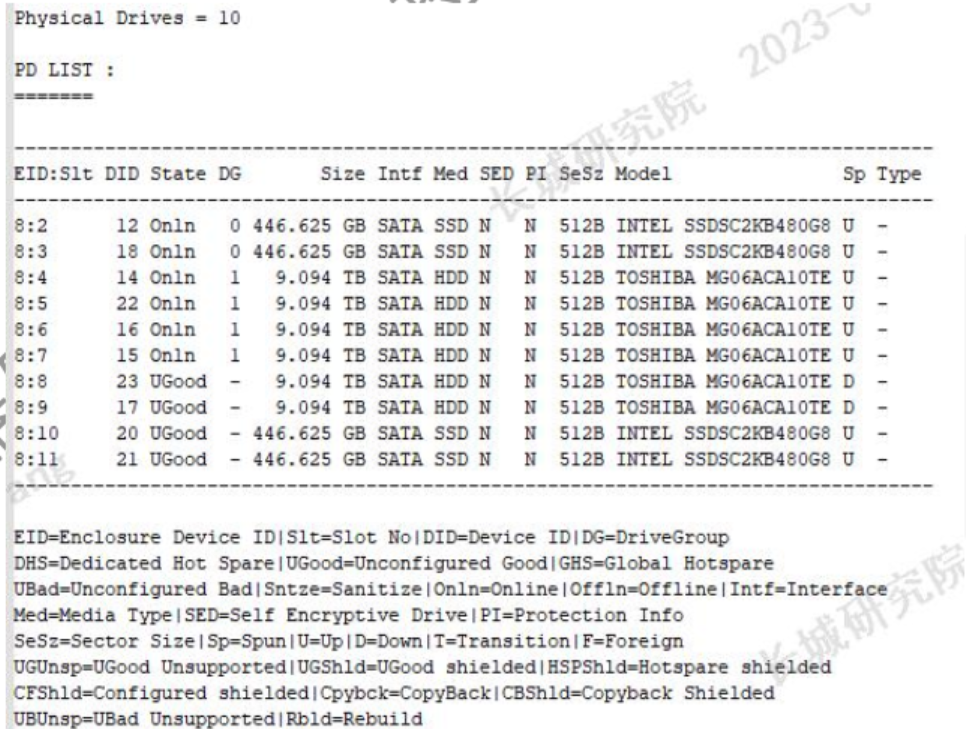 Physical Drives = 10
PD LIST :
=======
--------------------------------------------------------------------------------
EID:Slt DID State DG Size Intf Med SED PI SeSz Model Sp Type
--------------------------------------------------------------------------------
8:2 12 Onln 0 446.625 GB SATA SSD N N 512B INTEL SSDSC2KB480G8 U -
8:3 18 Onln 0 446.625 GB SATA SSD N N 512B INTEL SSDSC2KB480G8 U -
8:4 14 Onln 1 9.094 TB SATA HDD N N 512B TOSHIBA MG06ACA10TE U -
8:5 22 Onln 1 9.094 TB SATA HDD N N 512B TOSHIBA MG06ACA10TE U -
8:6 16 Onln 1 9.094 TB SATA HDD N N 512B TOSHIBA MG06ACA10TE U -
8:7 15 Onln 1 9.094 TB SATA HDD N N 512B TOSHIBA MG06ACA10TE U -
8:8 23 UGood - 9.094 TB SATA HDD N N 512B TOSHIBA MG06ACA10TE D -
8:9 17 UGood - 9.094 TB SATA HDD N N 512B TOSHIBA MG06ACA10TE D -
8:10 20 UGood - 446.625 GB SATA SSD N N 512B INTEL SSDSC2KB480G8 U -
8:11 21 UGood - 446.625 GB SATA SSD N N 512B INTEL SSDSC2KB480G8 U -
--------------------------------------------------------------------------------
EID=Enclosure Device ID|Slt=Slot No|DID=Device ID|DG=DriveGroup
DHS=Dedicated Hot Spare|UGood=Unconfigured Good|GHS=Global Hotspare
UBad=Unconfigured Bad|Sntze=Sanitize|Onln=Online|Offln=Offline|Intf=Interface
Med=Media Type|SED=Self Encryptive Drive|PI=Protection Info
SeSz=Sector Size|Sp=Spun|U=Up|D=Down|T=Transition|F=Foreign
UGUnsp=UGood Unsupported|UGShld=UGood shielded|HSPShld=Hotspare shielded
CFShld=Configured shielded|Cpybck=CopyBack|CBShld=Copyback Shielded
UBUnsp=UBad Unsupported|Rbld=Rebuild
长城研究院 2023-
长城研究院
ang